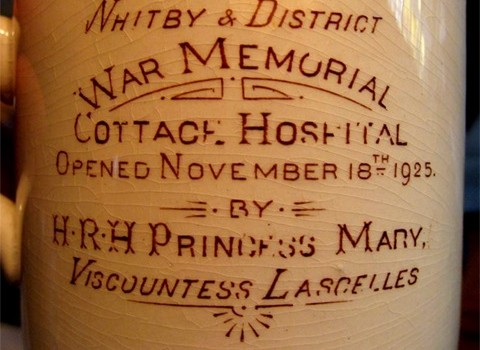 WHITBY & DISTRICT
WAR MEMORIAL
COTTAGE HOSPITAL
OPENED NOVEMBER 18TH 1925.
BY
H·R·H PRINCESS MARY,
VISCOUNTESS LASCELLES